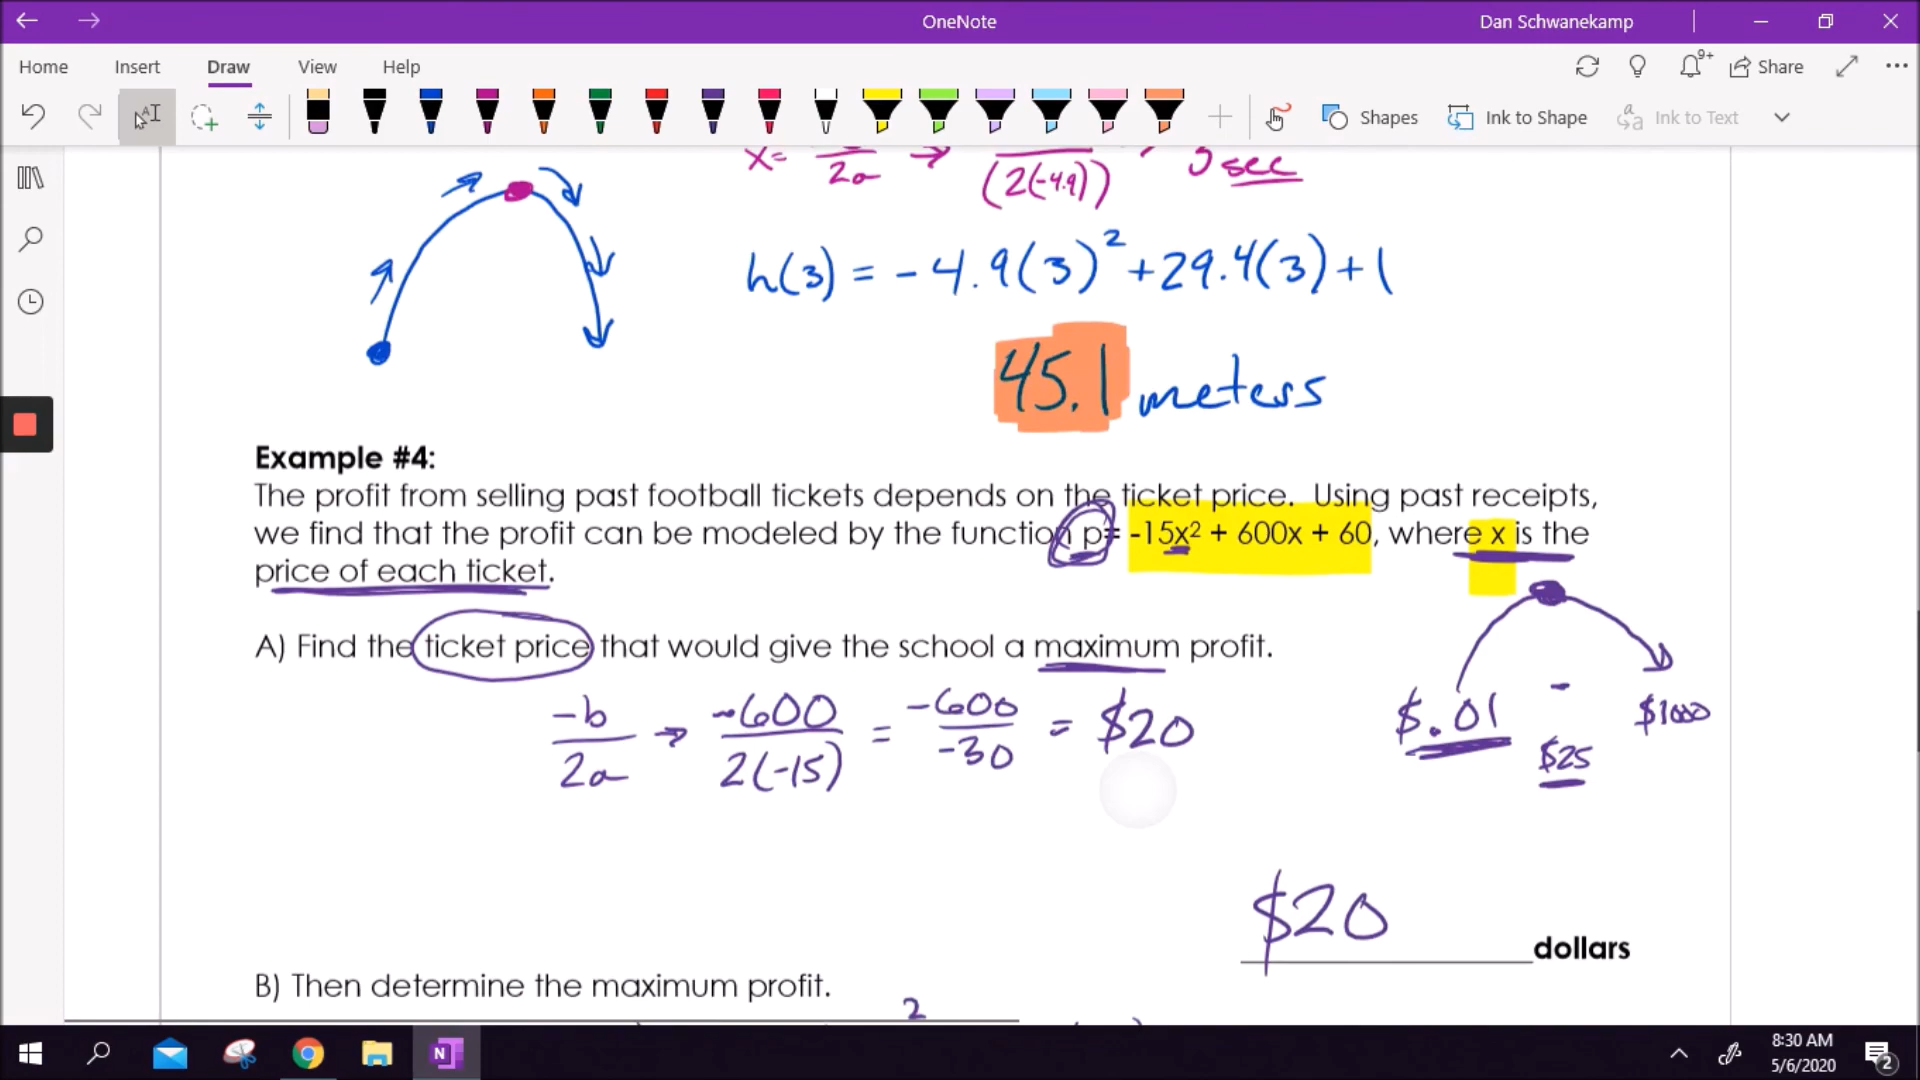 OneNote
Dan Schwanekamp
Home Insert Draw View Help
9+
Share
Shapes
Ink to Shape
Ink to Text
x= 2a → (2(-4.9)) 3 sec
h(3) = -4.9(3)² +29.4(3)+1
45.1 meters
Example #4:
The profit from selling past football tickets depends on the ticket price. Using past receipts,
we find that the profit can be modeled by the function p= -15x² + 600x + 60, where x is the
price of each ticket.
A) Find the ticket price that would give the school a maximum profit.
-b/2a → -600/2(-15) = -600/-30 = $20
$.01 $25 $1000
$20 dollars
B) Then determine the maximum profit.
2
8:30 AM
5/6/2020
2